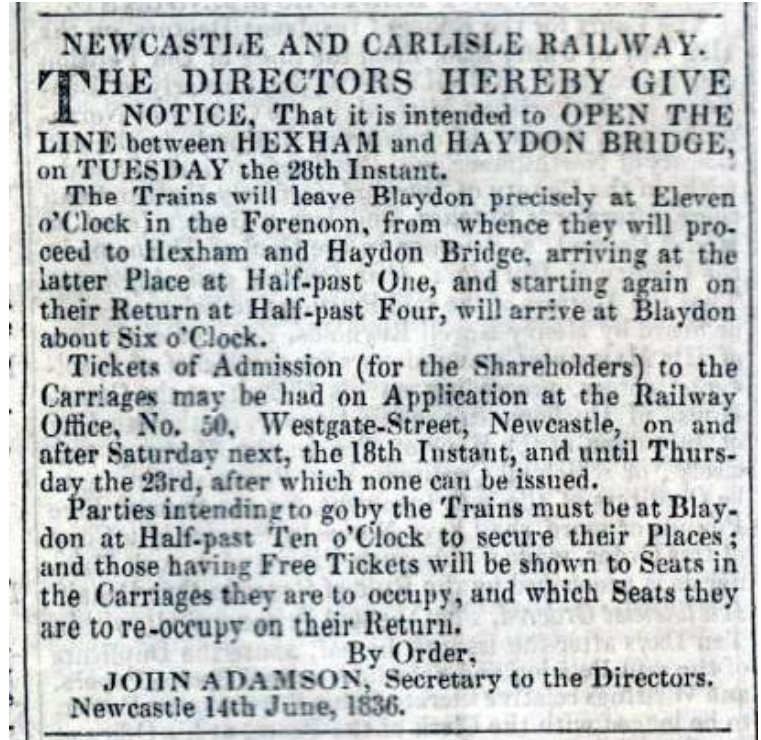 NEWCASTLE AND CARLISLE RAILWAY.
THE DIRECTORS HEREBY GIVE
NOTICE, That it is intended to OPEN THE
LINE between HEXHAM and HAYDON BRIDGE,
on TUESDAY the 28th Instant.
The Trains will leave Blaydon precisely at Eleven
o'Clock in the Forenoon, from whence they will pro-
ceed to Hexham and Haydon Bridge, arriving at the
latter Place at Half-past One, and starting again on
their Return at Half-past Four, will arrive at Blaydon
about Six o'Clock.
Tickets of Admission (for the Shareholders) to the
Carriages may be had on Application at the Railway
Office, No. 50, Westgate-Street, Newcastle, on and
after Saturday next, the 18th Instant, and until Thurs-
day the 23rd, after which none can be issued.
Parties intending to go by the Trains must be at Blay-
don at Half-past Ten o'Clock to secure their Places;
and those having Free Tickets will be shown to Seats in
the Carriages they are to occupy, and which Seats they
are to re-occupy on their Return.
By Order,
JOHN ADAMSON, Secretary to the Directors.
Newcastle 14th June, 1836.